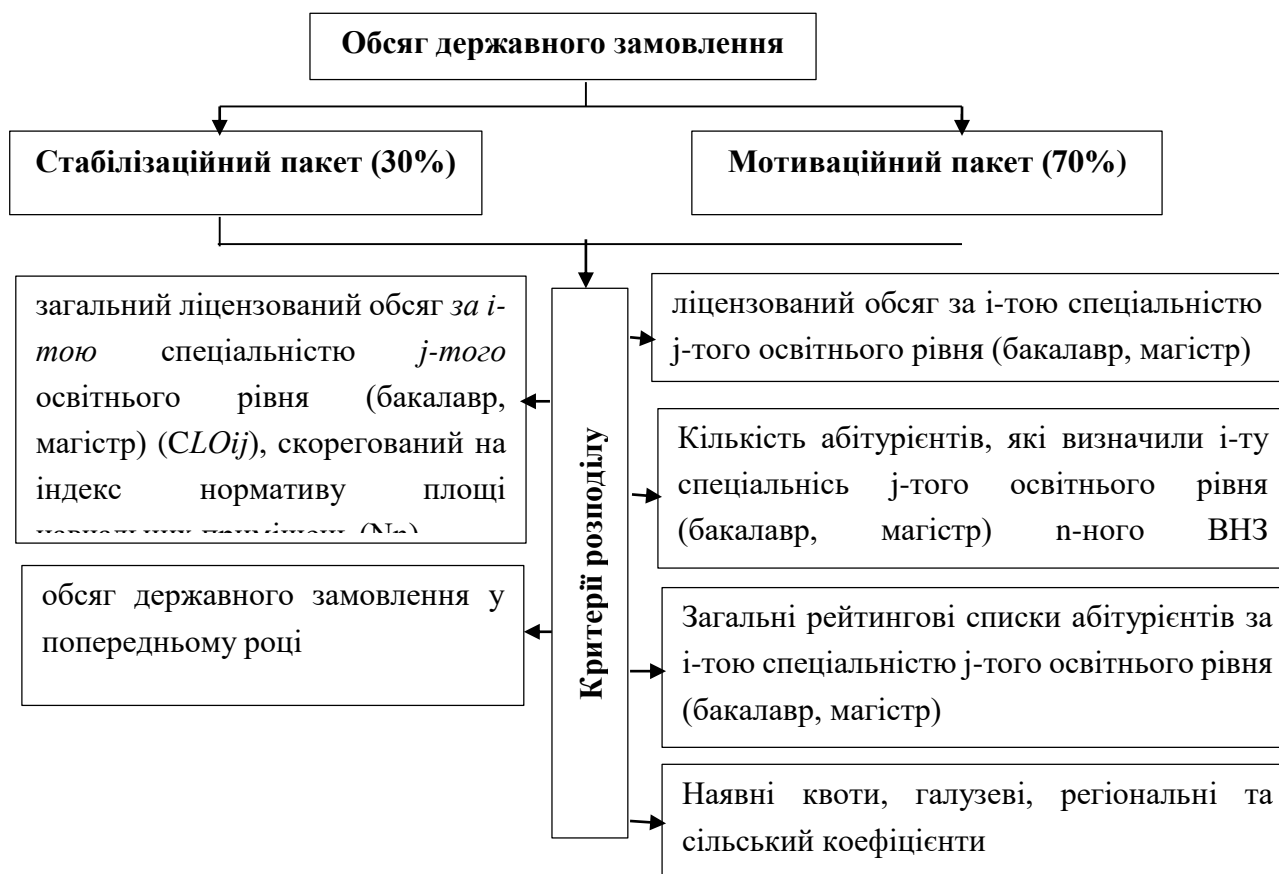 Обсяг державного замовлення
Стабілізаційний пакет (30%)
Мотиваційний пакет (70%)
загальний ліцензований обсяг за і-
тою спеціальністю j-того
освітнього рівня (бакалавр,
магістр) (CLOij), скорегований на
індекс нормативу площі
обсяг державного замовлення у
попередньому році
Критерії розподілу
ліцензований обсяг за і-тою спеціальністю
j-того освітнього рівня (бакалавр, магістр)
Кількість абітурієнтів, які визначили і-ту
спеціальнісь j-того освітнього рівня
(бакалавр, магістр) n-ного ВНЗ
Загальні рейтингові списки абітурієнтів за
і-тою спеціальністю j-того освітнього рівня
(бакалавр, магістр)
Наявні квоти, галузеві, регіональні та
сільський коефіцієнти